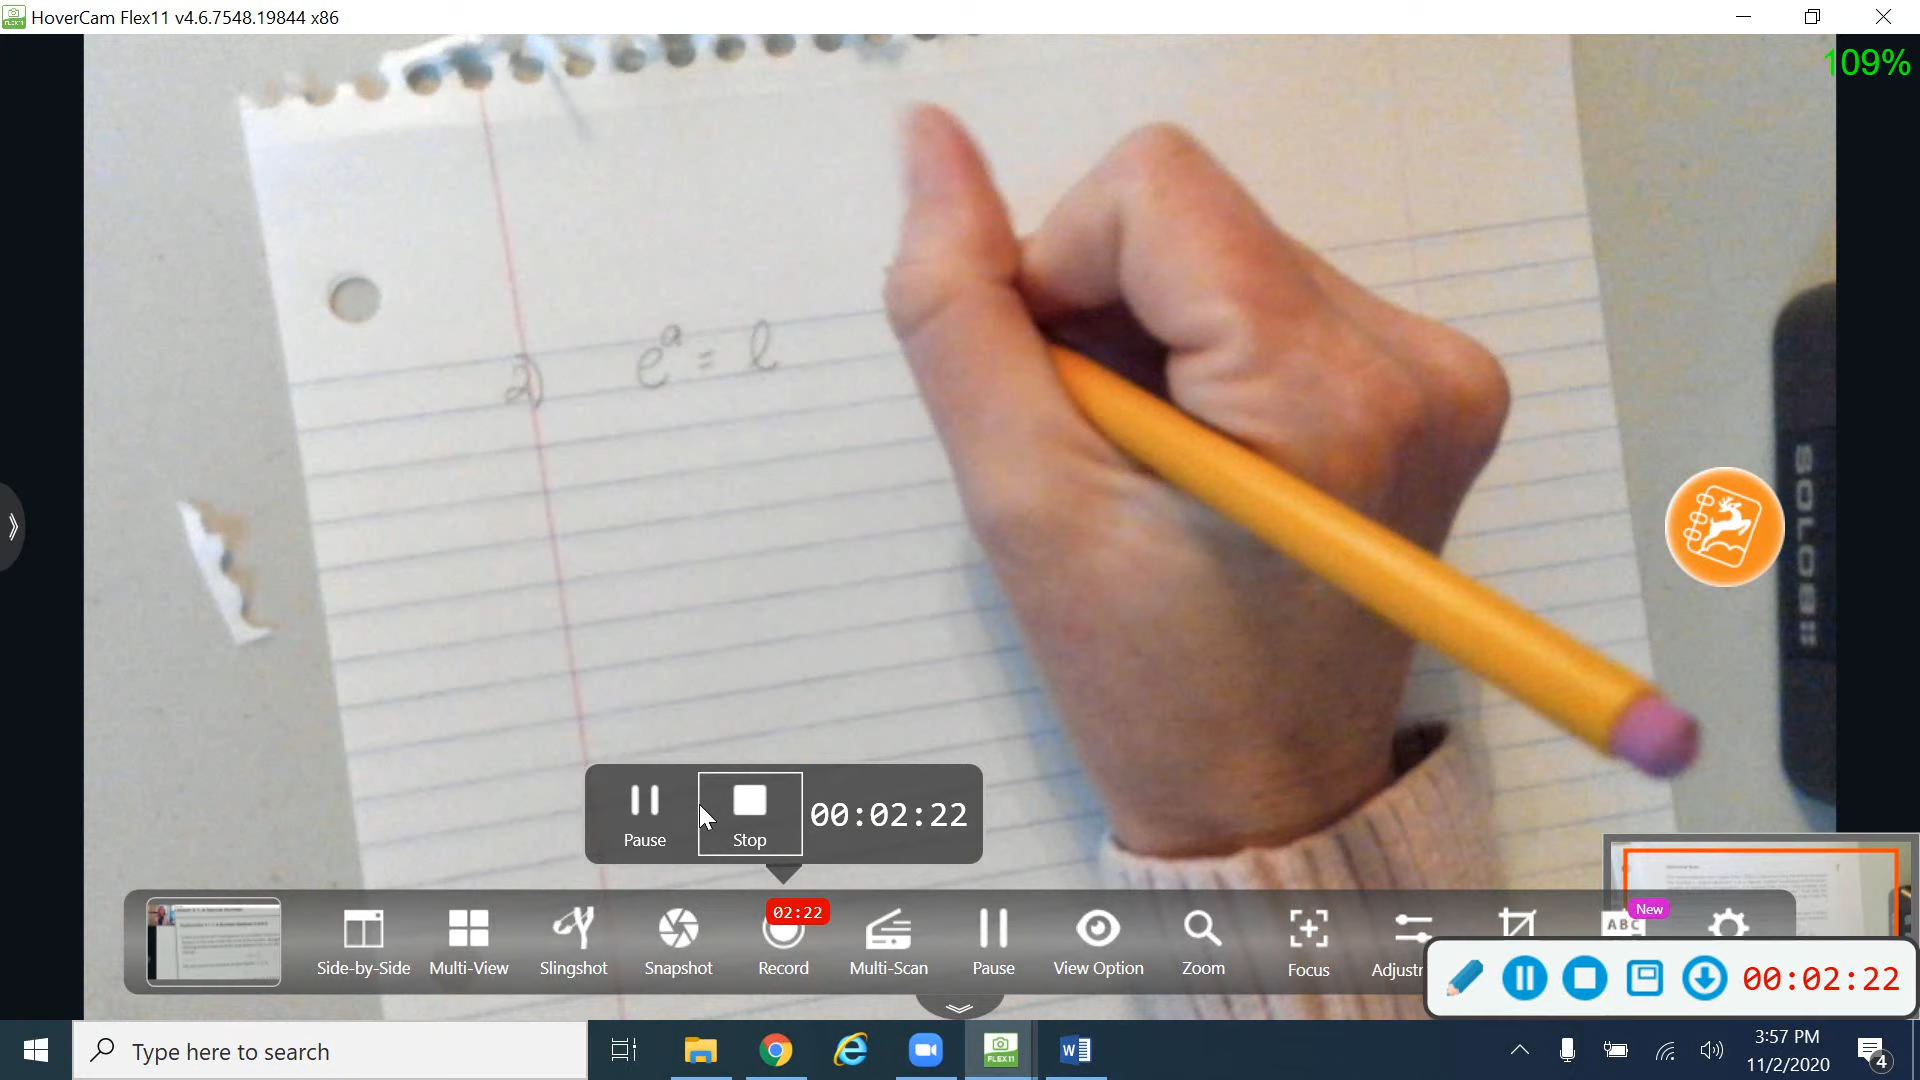 HoverCam Flex11 v4.6.7548.19844 x86
109%
2) eᵃ = l
SOLO
Pause
Stop
00:02:22
02:22
New
ABC
Side-by-Side
Multi-View
Slingshot
Snapshot
Record
Multi-Scan
Pause
View Option
Zoom
Focus
Adjustr
00:02:22
Type here to search
FLEX11
3:57 PM
11/2/2020
4